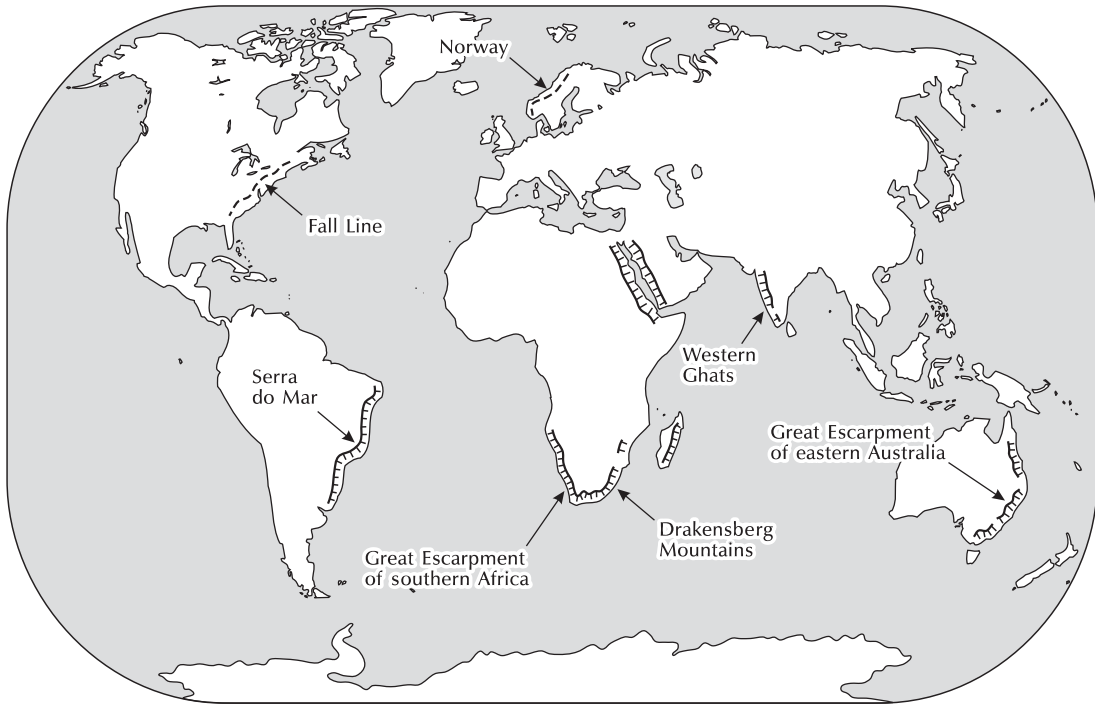 Norway
Fall Line
Western
Ghats
Serra
do Mar
Great Escarpment
of eastern Australia
Drakensberg
Mountains
Great Escarpment
of southern Africa